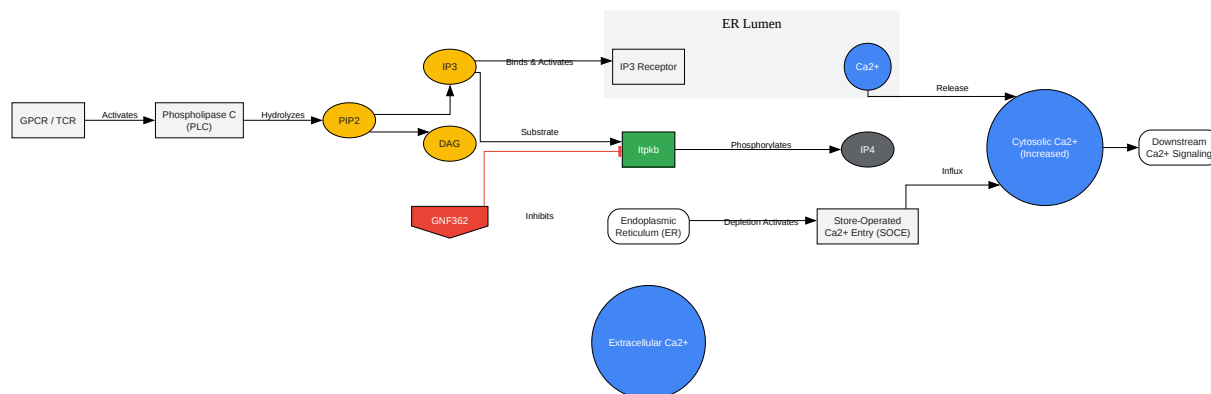 ER Lumen
IP3
Binds & Activates
IP3 Receptor
Ca2+
Release
GPCR / TCR
Activates
Phospholipase C
(PLC)
Hydrolyzes
PIP2
DAG
Substrate
Itpkb
Phosphorylates
IP4
Cytosolic Ca2+
(Increased)
Downstream
Ca2+ Signaling
Influx
GNF362
Inhibits
Endoplasmic
Reticulum (ER)
Depletion Activates
Store-Operated
Ca2+ Entry (SOCE)
Extracellular Ca2+